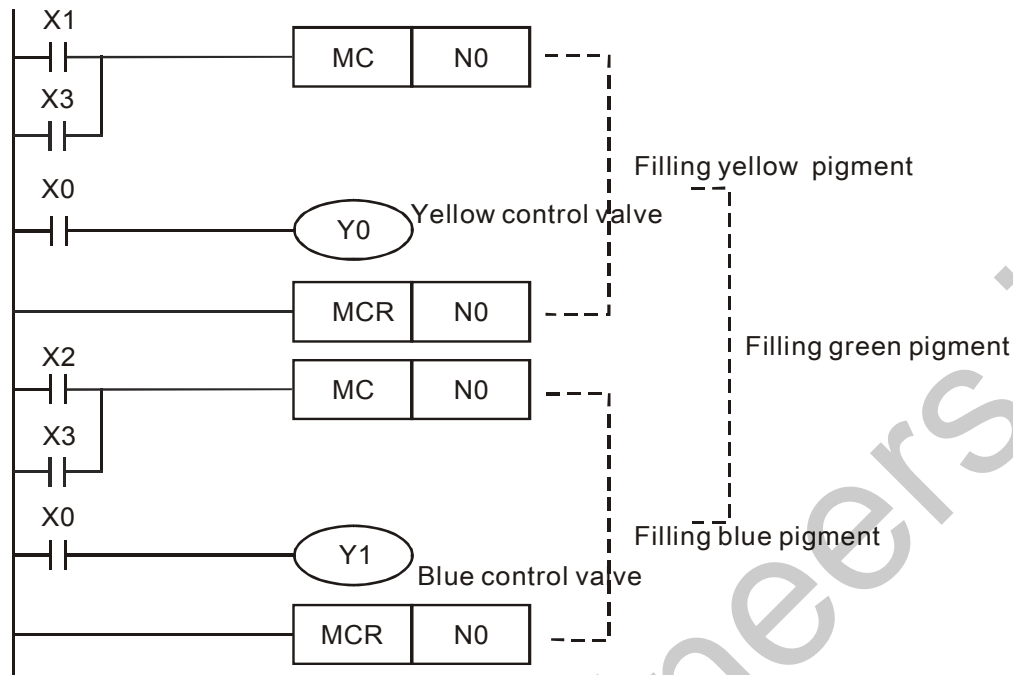 X1
MC N0
X3
Filling yellow pigment
X0
Y0
Yellow control valve
MCR N0
Filling green pigment
X2
MC N0
X3
X0
Filling blue pigment
Y1
Blue control valve
MCR N0
neers